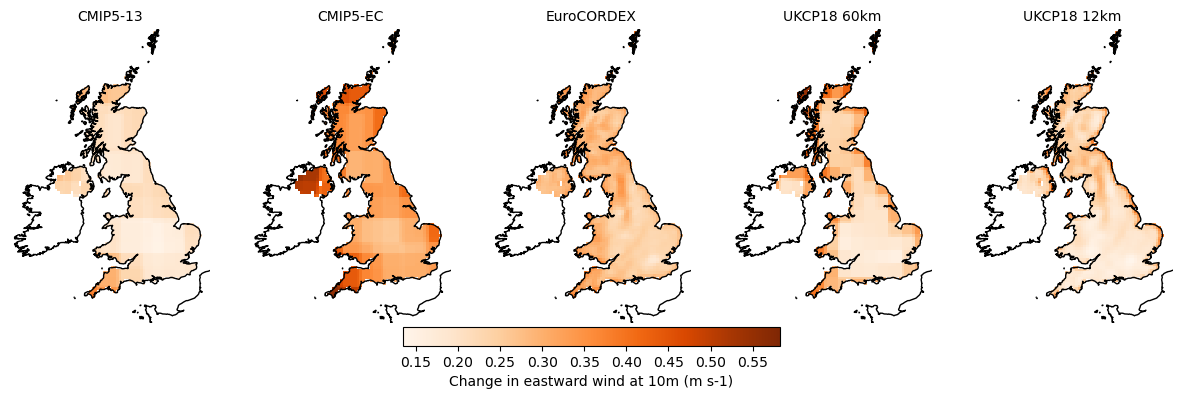 CMIP5-13 CMIP5-EC EuroCORDEX UKCP18 60km UKCP18 12km
0.15 0.20 0.25 0.30 0.35 0.40 0.45 0.50 0.55
Change in eastward wind at 10m (m s-1)